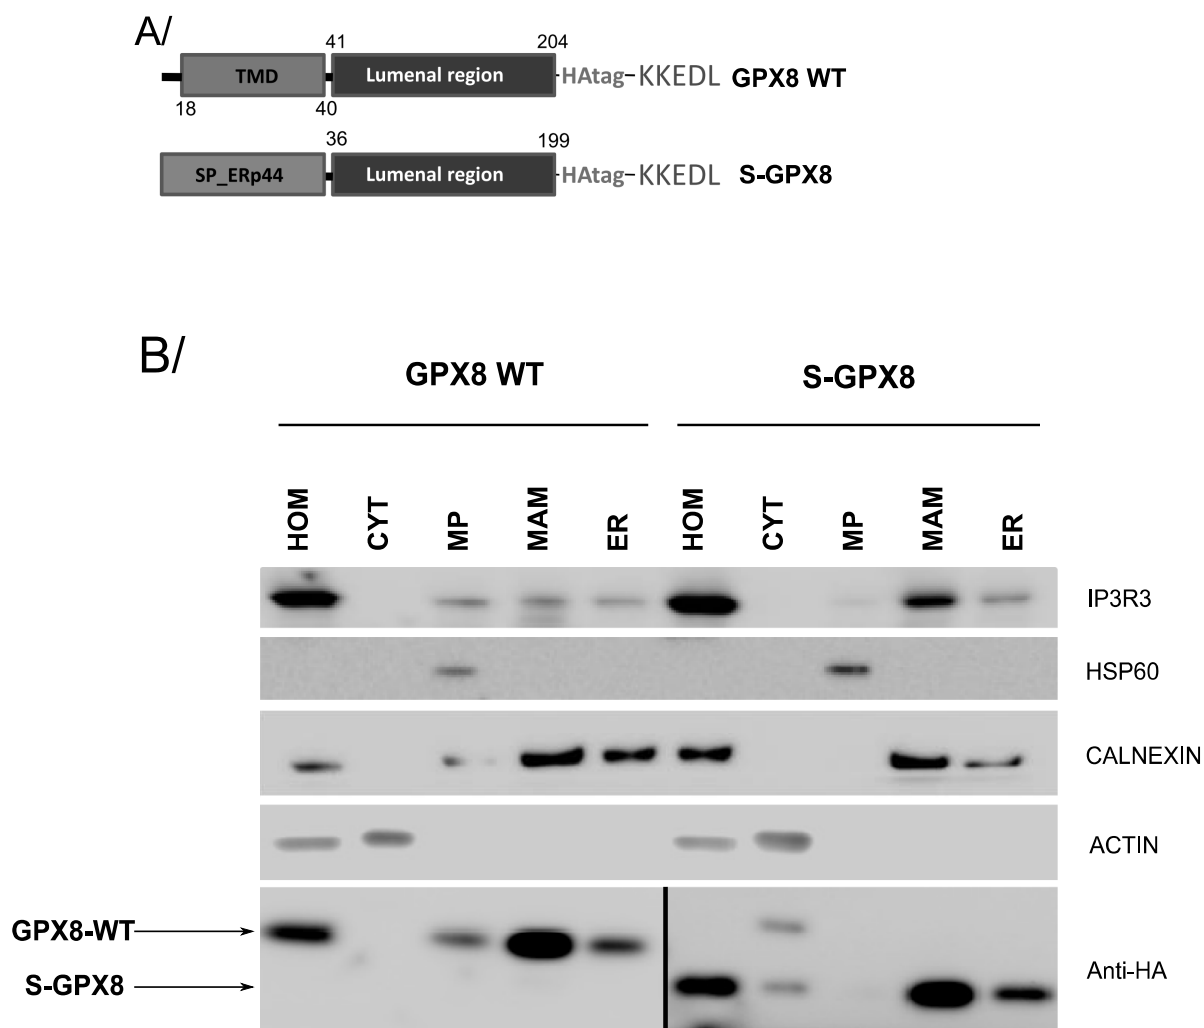 A/
41 204
TMD Lumenal region HAtag KKEDL GPX8 WT
18 40
36 199
SP_ERp44 Lumenal region HAtag KKEDL S-GPX8
B/
GPX8 WT S-GPX8
HOM CYT MP MAM ER HOM CYT MP MAM ER
IP3R3
HSP60
CALNEXIN
ACTIN
GPX8-WT
Anti-HA
S-GPX8